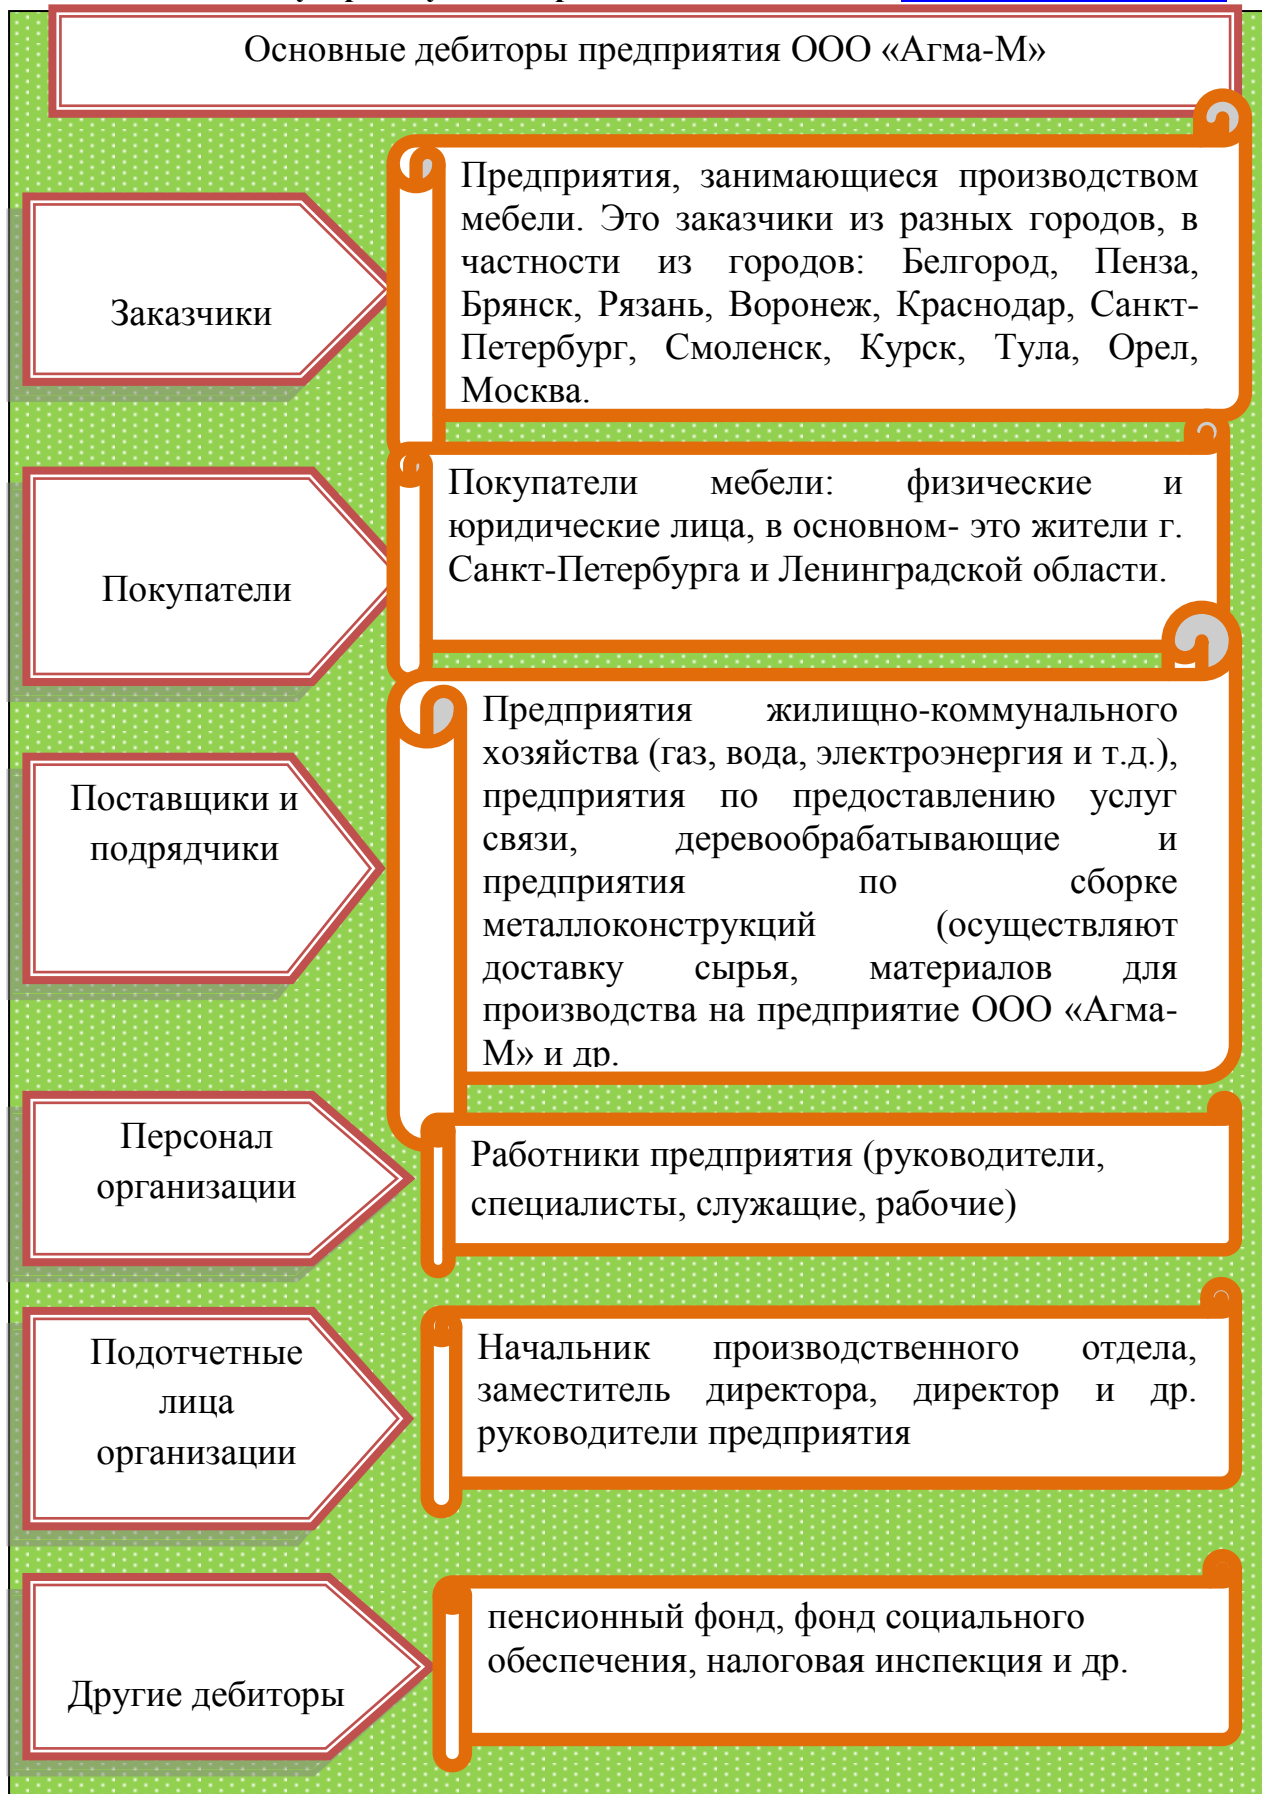 Основные дебиторы предприятия ООО «Агма-М»
Заказчики
Предприятия, занимающиеся производством
мебели. Это заказчики из разных городов, в
частности из городов: Белгород, Пенза,
Брянск, Рязань, Воронеж, Краснодар, Санкт-
Петербург, Смоленск, Курск, Тула, Орел,
Москва.
Покупатели
Покупатели мебели: физические и
юридические лица, в основном- это жители г.
Санкт-Петербурга и Ленинградской области.
Поставщики и
подрядчики
Предприятия жилищно-коммунального
хозяйства (газ, вода, электроэнергия и т.д.),
предприятия по предоставлению услуг
связи, деревообрабатывающие и
предприятия по сборке
металлоконструкций (осуществляют
доставку сырья, материалов для
производства на предприятие ООО «Агма-
М» и др.
Персонал
организации
Работники предприятия (руководители,
специалисты, служащие, рабочие)
Подотчетные
лица
организации
Начальник производственного отдела,
заместитель директора, директор и др.
руководители предприятия
Другие дебиторы
пенсионный фонд, фонд социального
обеспечения, налоговая инспекция и др.